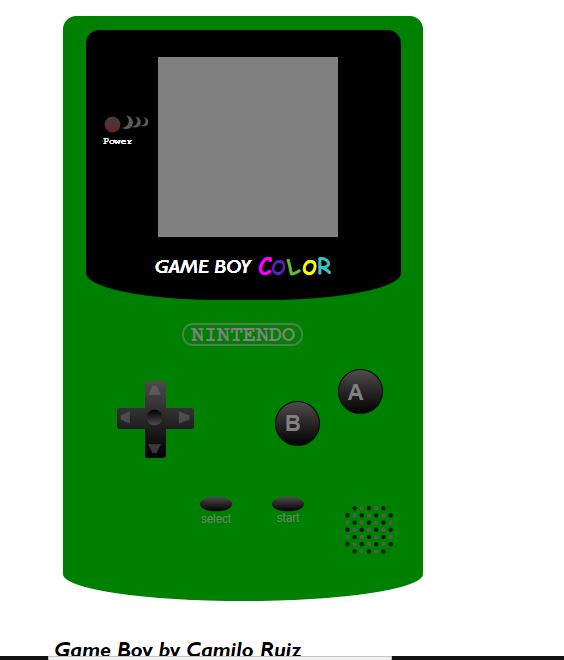 Power
GAME BOY COLOR
NINTENDO
A
B
select
start
Game Boy by Camilo Ruiz